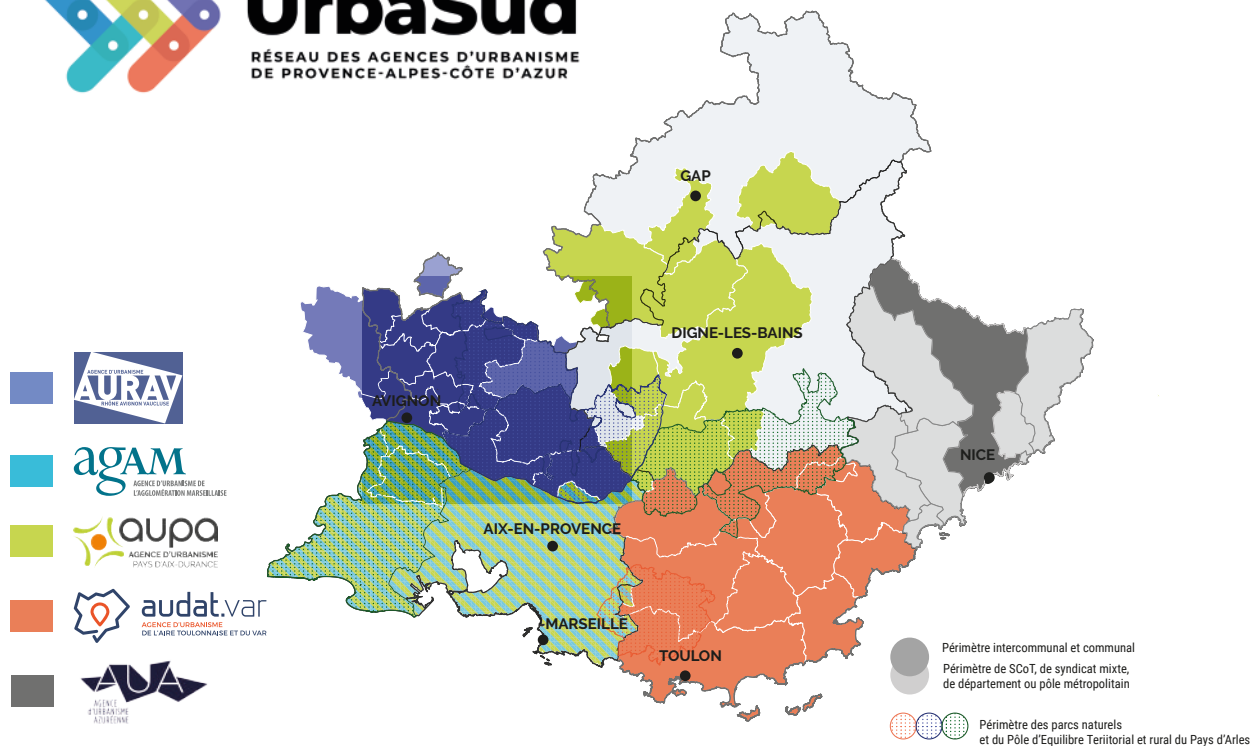 UrbaSud
RÉSEAU DES AGENCES D'URBANISME
DE PROVENCE-ALPES-CÔTE D'AZUR
GAP
DIGNE-LES-BAINS
AVIGNON
NICE
AIX-EN-PROVENCE
MARSEILLE
TOULON
AGENCE D'URBANISME
AURAV
RHÔNE AVIGNON VAUCLUSE
agAM
AGENCE D'URBANISME DE
L'AGGLOMÉRATION MARSEILLAISE
aupa
AGENCE D'URBANISME
PAYS D'AIX-DURANCE
audat.var
AGENCE D'URBANISME
DE L'AIRE TOULONNAISE ET DU VAR
AUA
AGENCE
D'URBANISME
AZURÉENNE
Périmètre intercommunal et communal
Périmètre de SCoT, de syndicat mixte,
de département ou pôle métropolitain
Périmètre des parcs naturels
et du Pôle d'Equilibre Teriitorial et rural du Pays d'Arles